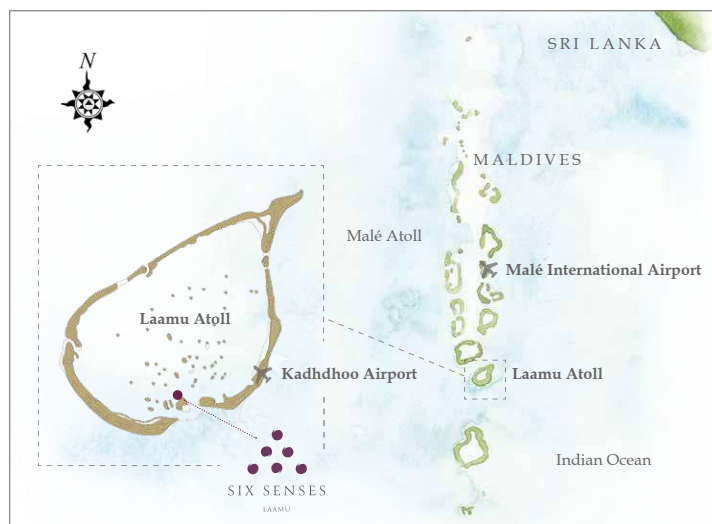 SRI LANKA
N
MALDIVES
Malé Atoll
Malé International Airport
Laamu Atoll
Kadhdhoo Airport
Laamu Atoll
Indian Ocean
SIX SENSES
LAAMU